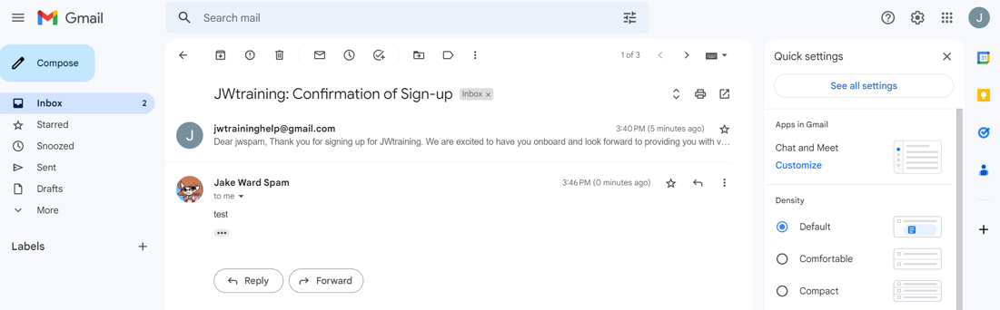 Gmail
Search mail
J
Compose
Inbox 2
Starred
Snoozed
Sent
Drafts
More
Labels
1 of 3
JWtraining: Confirmation of Sign-up Inbox x
J
jwtraininghelp@gmail.com 3:40 PM (5 minutes ago)
Dear jwspam, Thank you for signing up for JWtraining. We are excited to have you onboard and look forward to providing you with v…
Jake Ward Spam 3:46 PM (0 minutes ago)
to me
test
Reply Forward
Quick settings
See all settings
Apps in Gmail
Chat and Meet
Customize
Density
Default
Comfortable
Compact
31